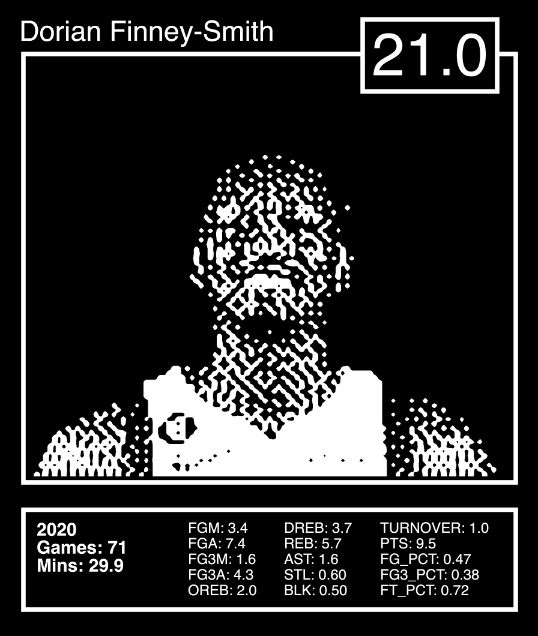 Dorian Finney-Smith
21.0
2020
Games: 71
Mins: 29.9
FGM: 3.4
FGA: 7.4
FG3M: 1.6
FG3A: 4.3
OREB: 2.0
DREB: 3.7
REB: 5.7
AST: 1.6
STL: 0.60
BLK: 0.50
TURNOVER: 1.0
PTS: 9.5
FG_PCT: 0.47
FG3_PCT: 0.38
FT_PCT: 0.72